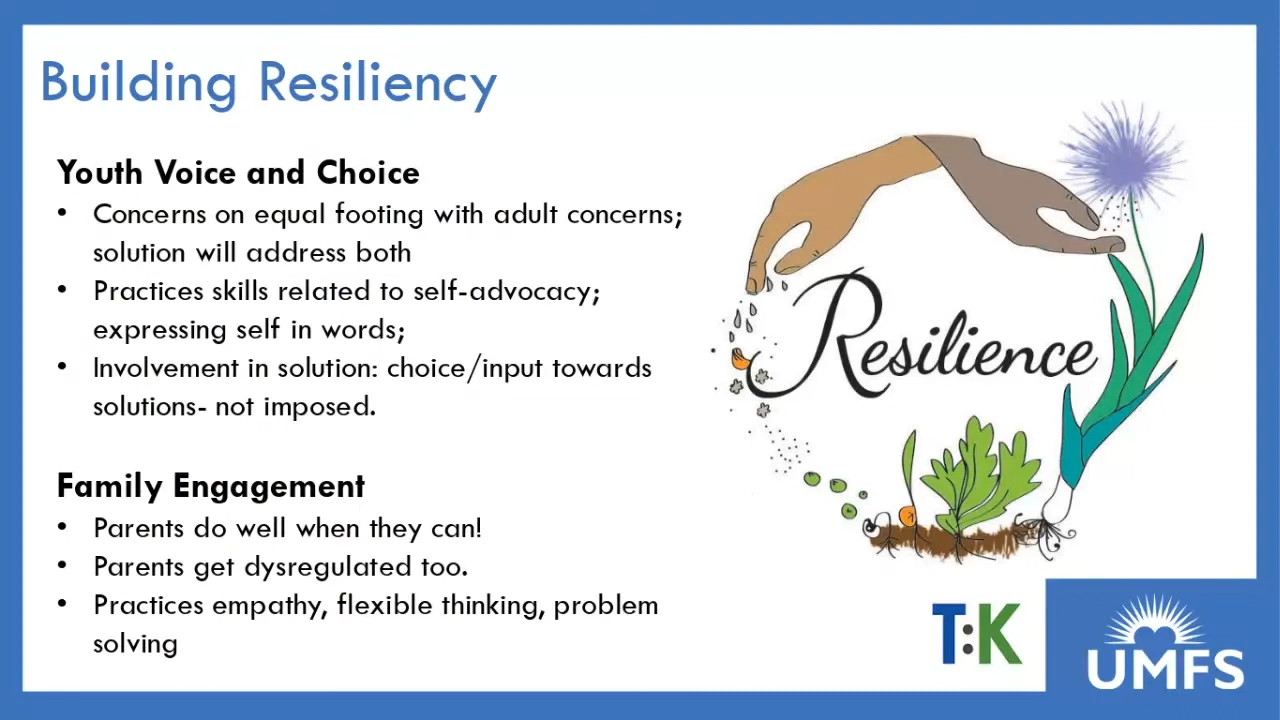 Building Resiliency
Youth Voice and Choice
• Concerns on equal footing with adult concerns;
solution will address both
• Practices skills related to self-advocacy;
expressing self in words;
• Involvement in solution: choice/input towards
solutions- not imposed.
Family Engagement
• Parents do well when they can!
• Parents get dysregulated too.
• Practices empathy, flexible thinking, problem
solving
Resilience
T:K
UMFS